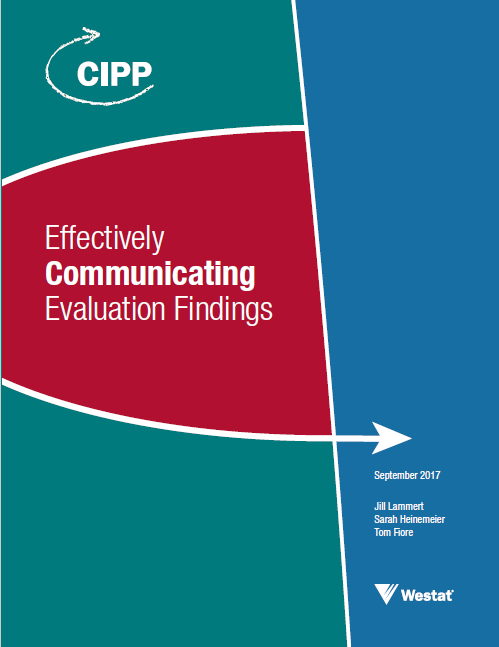 CIPP
Effectively
Communicating
Evaluation Findings
September 2017
Jill Lammert
Sarah Heinemeier
Tom Fiore
Westat®